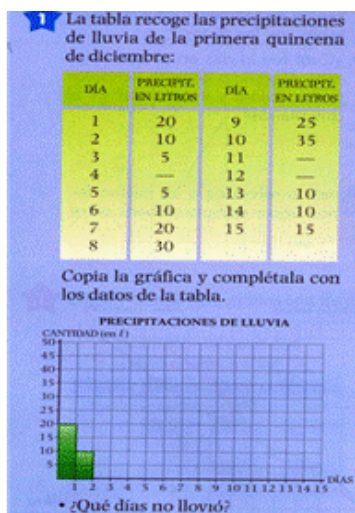 1 La tabla recoge las precipitaciones
de lluvia de la primera quincena
de diciembre:
DÍA PRECIPIT. EN LITROS DÍA PRECIPIT. EN LITROS
1 20 9 25
2 10 10 35
3 5 11 —
4 — 12 —
5 5 13 10
6 10 14 10
7 20 15 15
8 30
Copia la gráfica y complétala con
los datos de la tabla.
PRECIPITACIONES DE LLUVIA
CANTIDAD (en ℓ)
50
45
40
35
30
25
20
15
10
5
1 2 3 4 5 6 7 8 9 10 11 12 13 14 15 DÍAS
• ¿Qué días no llovió?